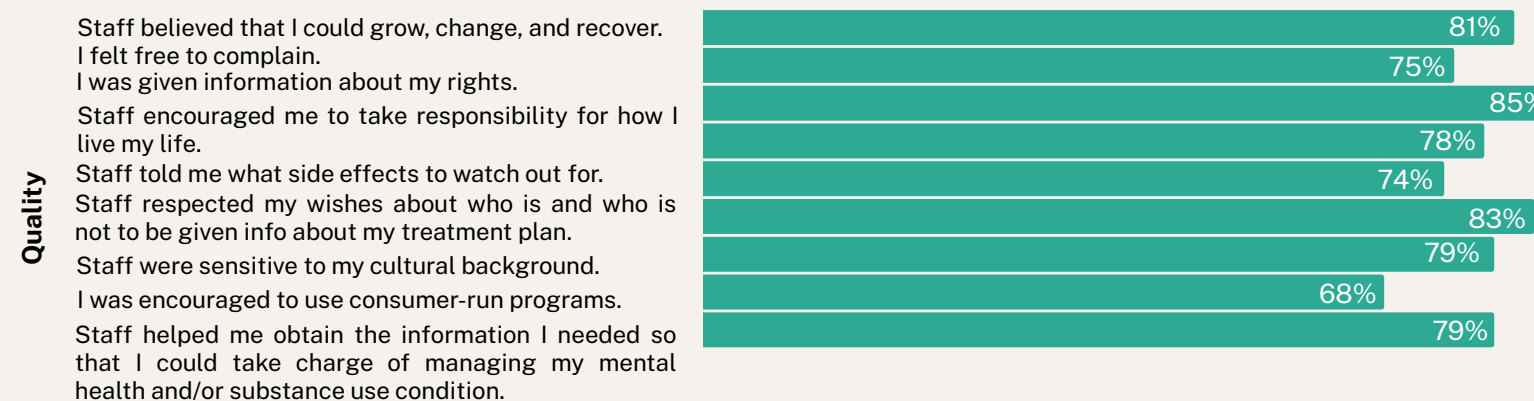 Quality
Staff believed that I could grow, change, and recover.
I felt free to complain.
I was given information about my rights.
Staff encouraged me to take responsibility for how I
live my life.
Staff told me what side effects to watch out for.
Staff respected my wishes about who is and who is
not to be given info about my treatment plan.
Staff were sensitive to my cultural background.
I was encouraged to use consumer-run programs.
Staff helped me obtain the information I needed so
that I could take charge of managing my mental
health and/or substance use condition.
81%
75%
85%
78%
74%
83%
79%
68%
79%